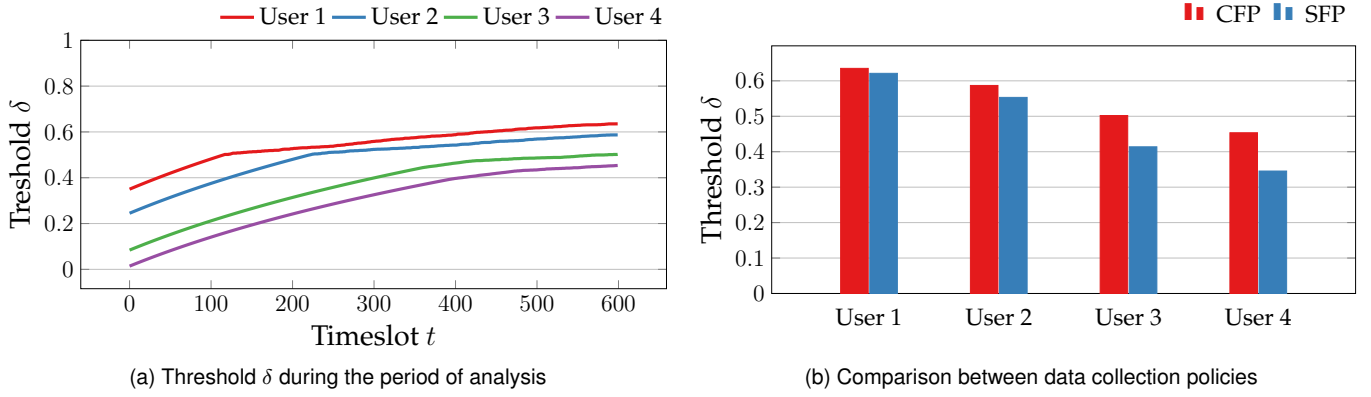 User 1 User 2 User 3 User 4
1
0.8
0.6
0.4
0.2
0
Treshold δ
0 100 200 300 400 500 600
Timeslot t
(a) Threshold δ during the period of analysis
CFP SFP
0.6
0.5
0.4
0.3
0.2
0.1
0
Threshold δ
User 1 User 2 User 3 User 4
(b) Comparison between data collection policies